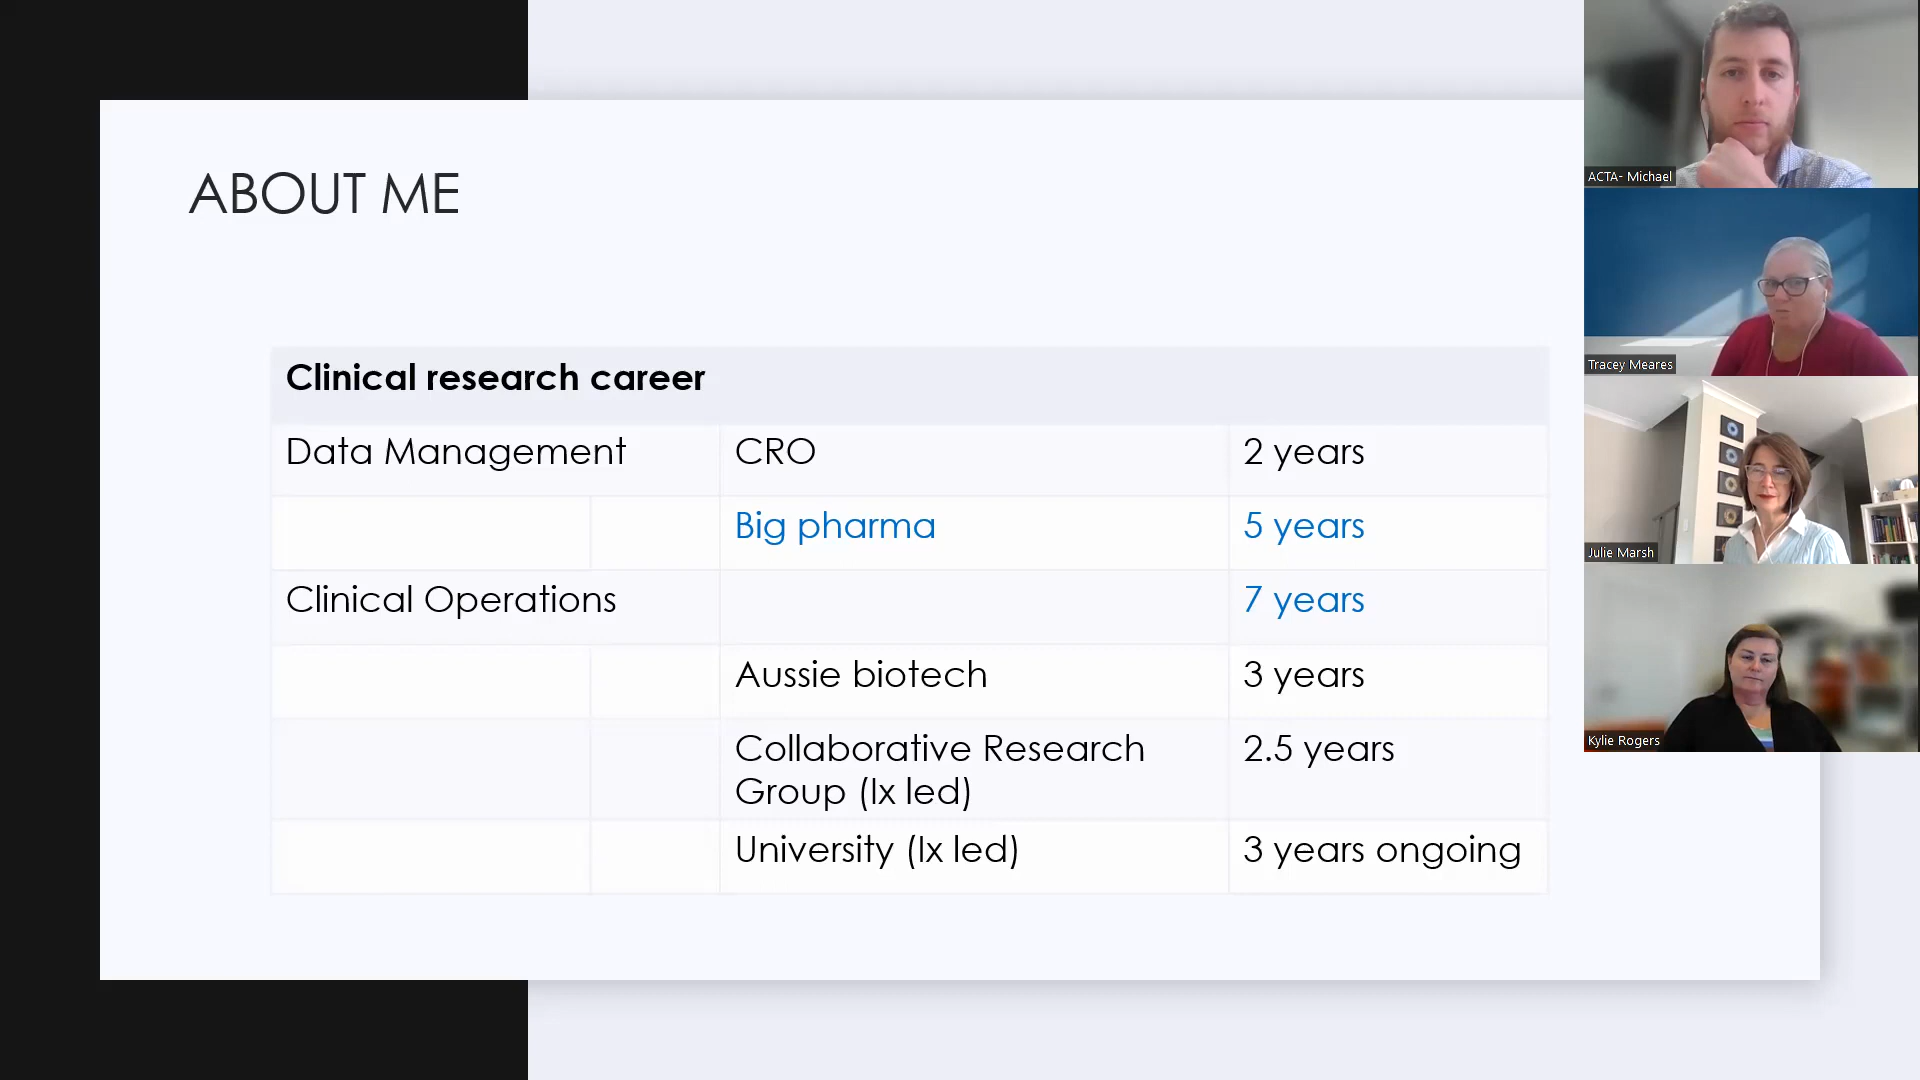 ABOUT ME
Clinical research career
Data Management CRO 2 years
Big pharma 5 years
Clinical Operations 7 years
Aussie biotech 3 years
Collaborative Research 2.5 years
Group (Ix led)
University (Ix led) 3 years ongoing
ACTA- Michael
Tracey Meares
Julie Marsh
Kylie Rogers